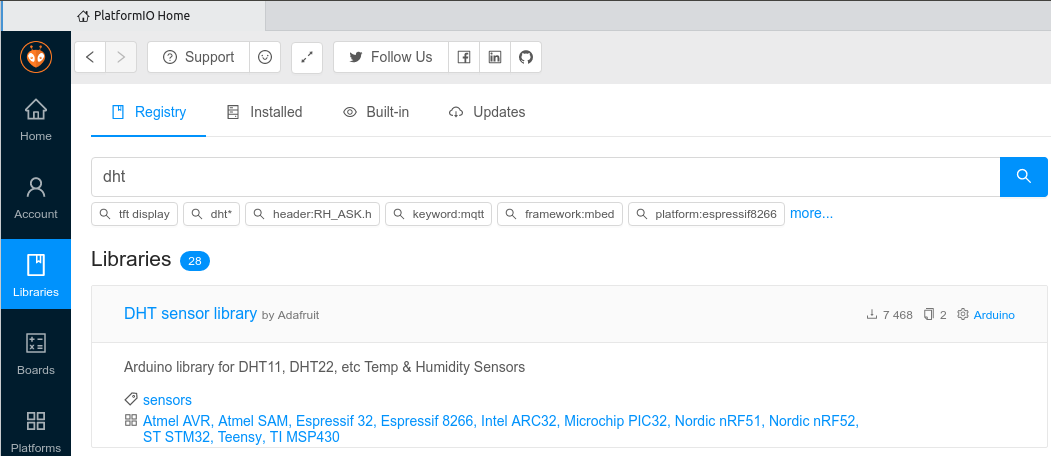 PlatformIO Home
Support
Follow Us
Home
Account
Libraries
Boards
Platforms
Registry
Installed
Built-in
Updates
dht
tft display
dht*
header:RH_ASK.h
keyword:mqtt
framework:mbed
platform:espressif8266
more...
Libraries 28
DHT sensor library by Adafruit
7 468
2
Arduino
Arduino library for DHT11, DHT22, etc Temp & Humidity Sensors
sensors
Atmel AVR, Atmel SAM, Espressif 32, Espressif 8266, Intel ARC32, Microchip PIC32, Nordic nRF51, Nordic nRF52,
ST STM32, Teensy, TI MSP430